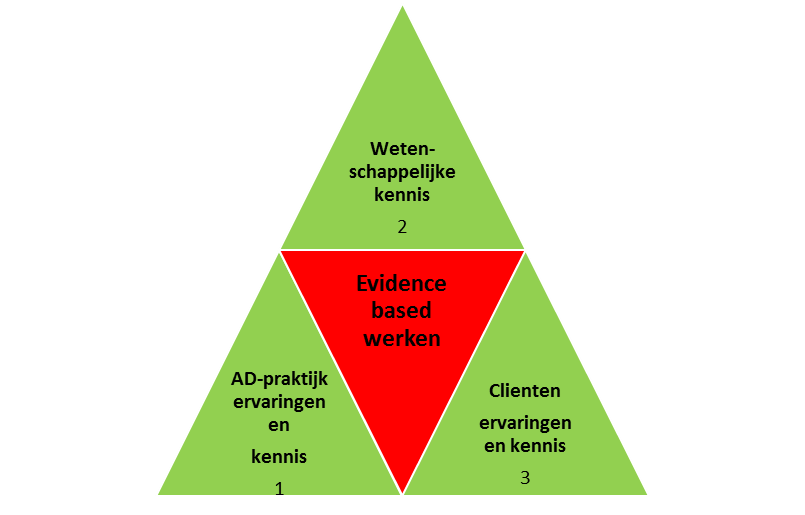 Weten-
schappelijke
kennis
2
Evidence
based
werken
AD-praktijk
ervaringen
en
kennis
1
Clienten
ervaringen
en kennis
3